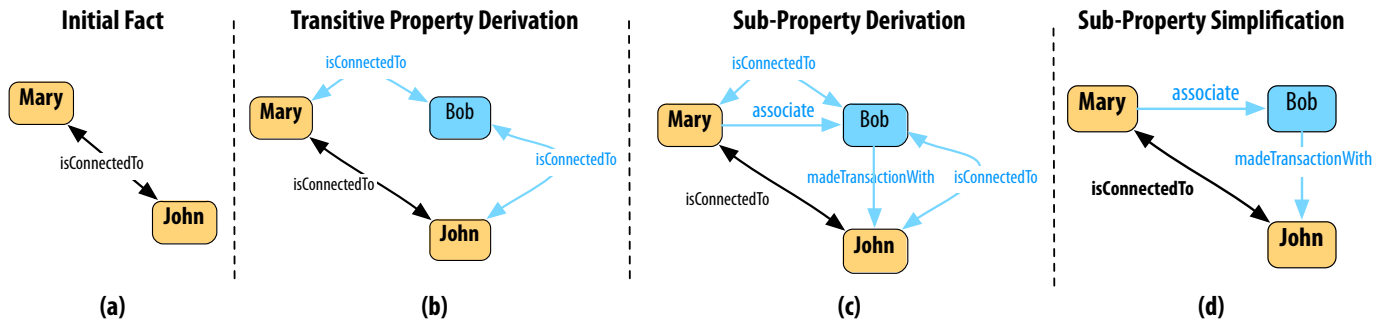 Initial Fact
Mary
isConnectedTo
John
(a)
Transitive Property Derivation
isConnectedTo
Mary
Bob
isConnectedTo
isConnectedTo
John
(b)
Sub-Property Derivation
isConnectedTo
Mary
associate
Bob
madeTransactionWith
isConnectedTo
isConnectedTo
John
(c)
Sub-Property Simplification
Mary
associate
Bob
madeTransactionWith
isConnectedTo
John
(d)